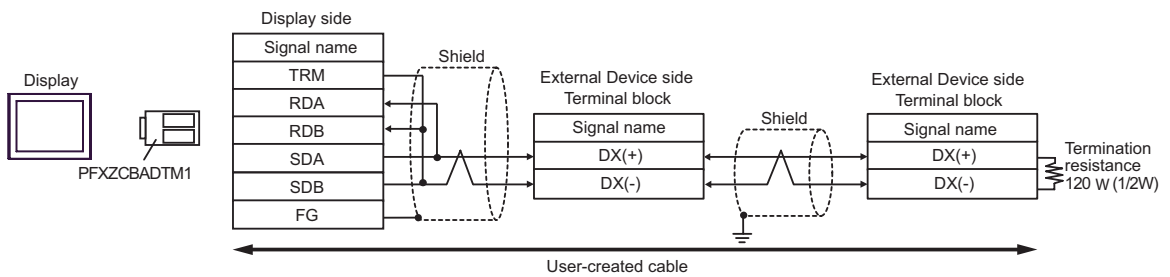 Display side
Signal name
TRM
RDA
RDB
SDA
SDB
FG
Shield
Display
PFXZCBADTM1
External Device side
Terminal block
Signal name
DX(+)
DX(-)
Shield
External Device side
Terminal block
Signal name
DX(+)
DX(-)
Termination
resistance
120 W (1/2W)
User-created cable